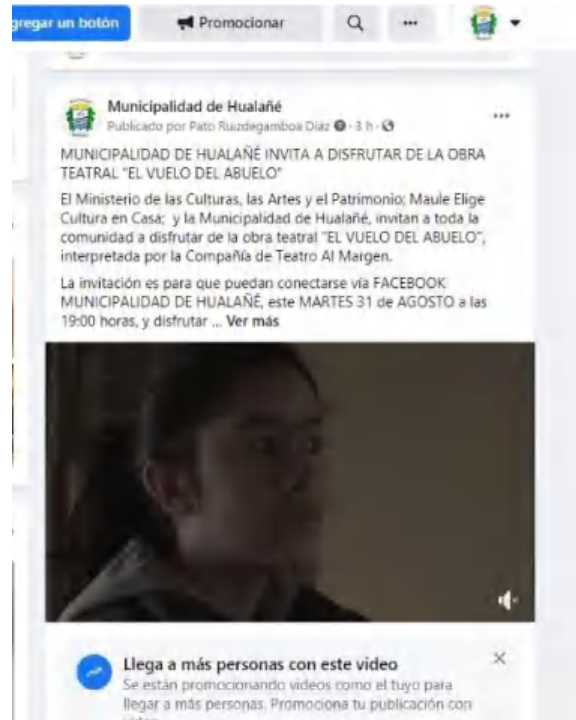 gregar un botón
Promocionar
Municipalidad de Hualañé
Publicado por Pato Ruizdegamboa Diaz · 3 h ·
MUNICIPALIDAD DE HUALAÑÉ INVITA A DISFRUTAR DE LA OBRA
TEATRAL "EL VUELO DEL ABUELO"
El Ministerio de las Culturas, las Artes y el Patrimonio; Maule Elige
Cultura en Casa; y la Municipalidad de Hualañé, invitan a toda la
comunidad a disfrutar de la obra teatral "EL VUELO DEL ABUELO",
interpretada por la Compañía de Teatro Al Margen.
La invitación es para que puedan conectarse vía FACEBOOK
MUNICIPALIDAD DE HUALAÑÉ, este MARTES 31 de AGOSTO a las
19:00 horas, y disfrutar ... Ver más
Llega a más personas con este video
Se están promocionando videos como el tuyo para
llegar a más personas. Promociona tu publicación con